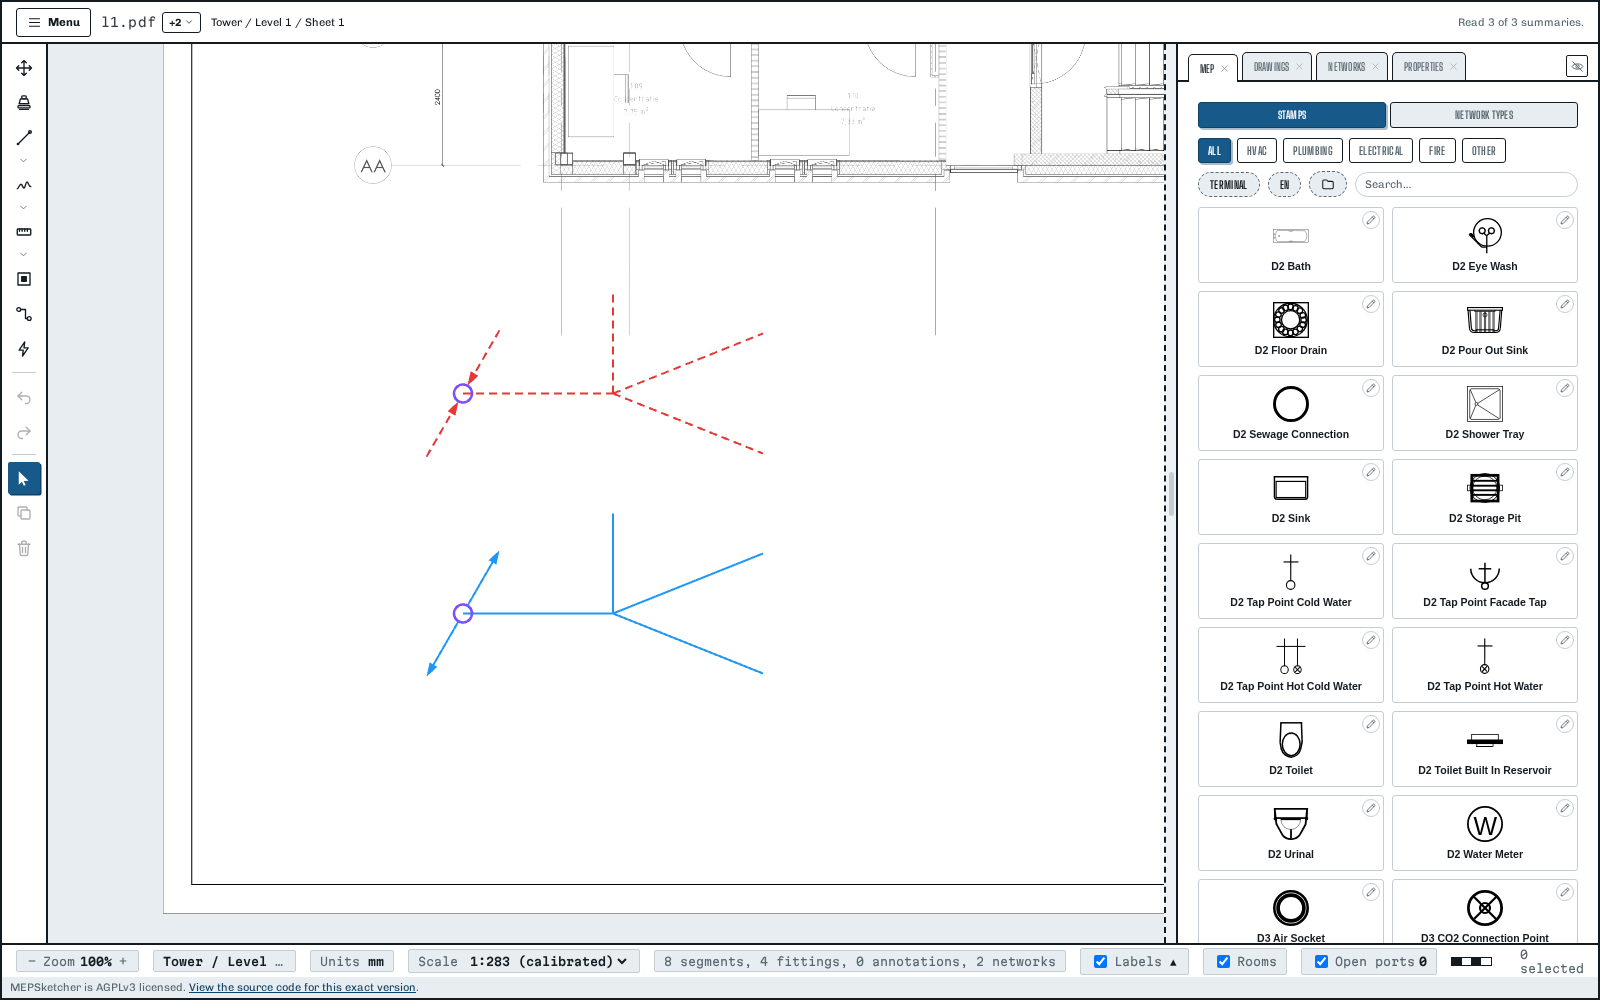 Menu
l1.pdf
+2
Tower / Level 1 / Sheet 1
Read 3 of 3 summaries.
MEP
DRAWINGS
NETWORKS
PROPERTIES
STAMPS
NETWORK TYPES
ALL
HVAC
PLUMBING
ELECTRICAL
FIRE
OTHER
TERMINAL
EN
Search...
2400
AA
109
Concentratie
110
Concentratie
D2 Bath
D2 Eye Wash
D2 Floor Drain
D2 Pour Out Sink
D2 Sewage Connection
D2 Shower Tray
D2 Sink
D2 Storage Pit
D2 Tap Point Cold Water
D2 Tap Point Facade Tap
D2 Tap Point Hot Cold Water
D2 Tap Point Hot Water
D2 Toilet
D2 Toilet Built In Reservoir
D2 Urinal
W
D2 Water Meter
D3 Air Socket
D3 CO2 Connection Point
− Zoom 100% +
Tower / Level …
Units mm
Scale 1:283 (calibrated)
8 segments, 4 fittings, 0 annotations, 2 networks
Labels ▲
Rooms
Open ports 0
0 selected
MEPSketcher is AGPLv3 licensed. View the source code for this exact version.